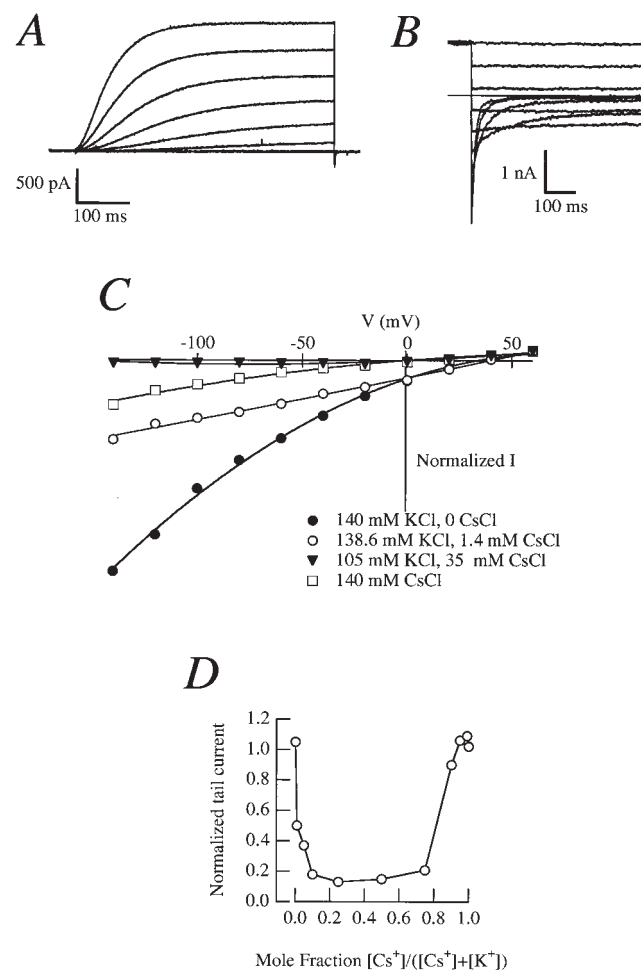 A
B
500 pA
100 ms
1 nA
100 ms
C
V (mV)
-100 -50 0 50
Normalized I
140 mM KCl, 0 CsCl
138.6 mM KCl, 1.4 mM CsCl
105 mM KCl, 35 mM CsCl
140 mM CsCl
D
Normalized tail current
1.2
1.0
0.8
0.6
0.4
0.2
0.0
0.0 0.2 0.4 0.6 0.8 1.0
Mole Fraction [Cs⁺]/([Cs⁺]+[K⁺])